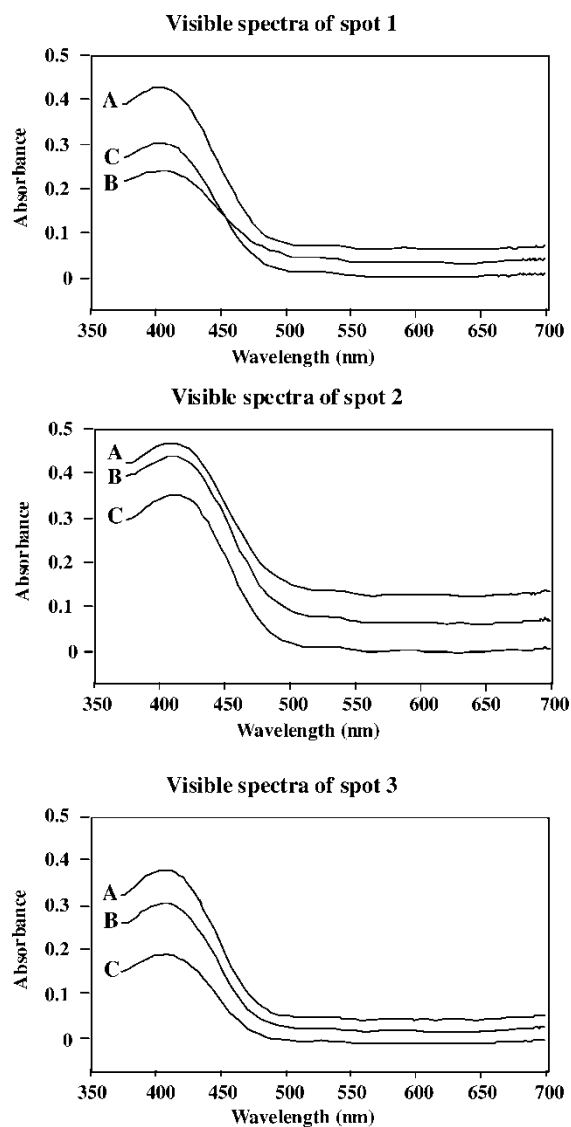 Visible spectra of spot 1
0.5
0.4
0.3
0.2
0.1
0
A
C
B
Absorbance
350 400 450 500 550 600 650 700
Wavelength (nm)
Visible spectra of spot 2
0.5
0.4
0.3
0.2
0.1
0
A
B
C
Absorbance
350 400 450 500 550 600 650 700
Wavelength (nm)
Visible spectra of spot 3
0.5
0.4
0.3
0.2
0.1
0
A
B
C
Absorbance
350 400 450 500 550 600 650 700
Wavelength (nm)